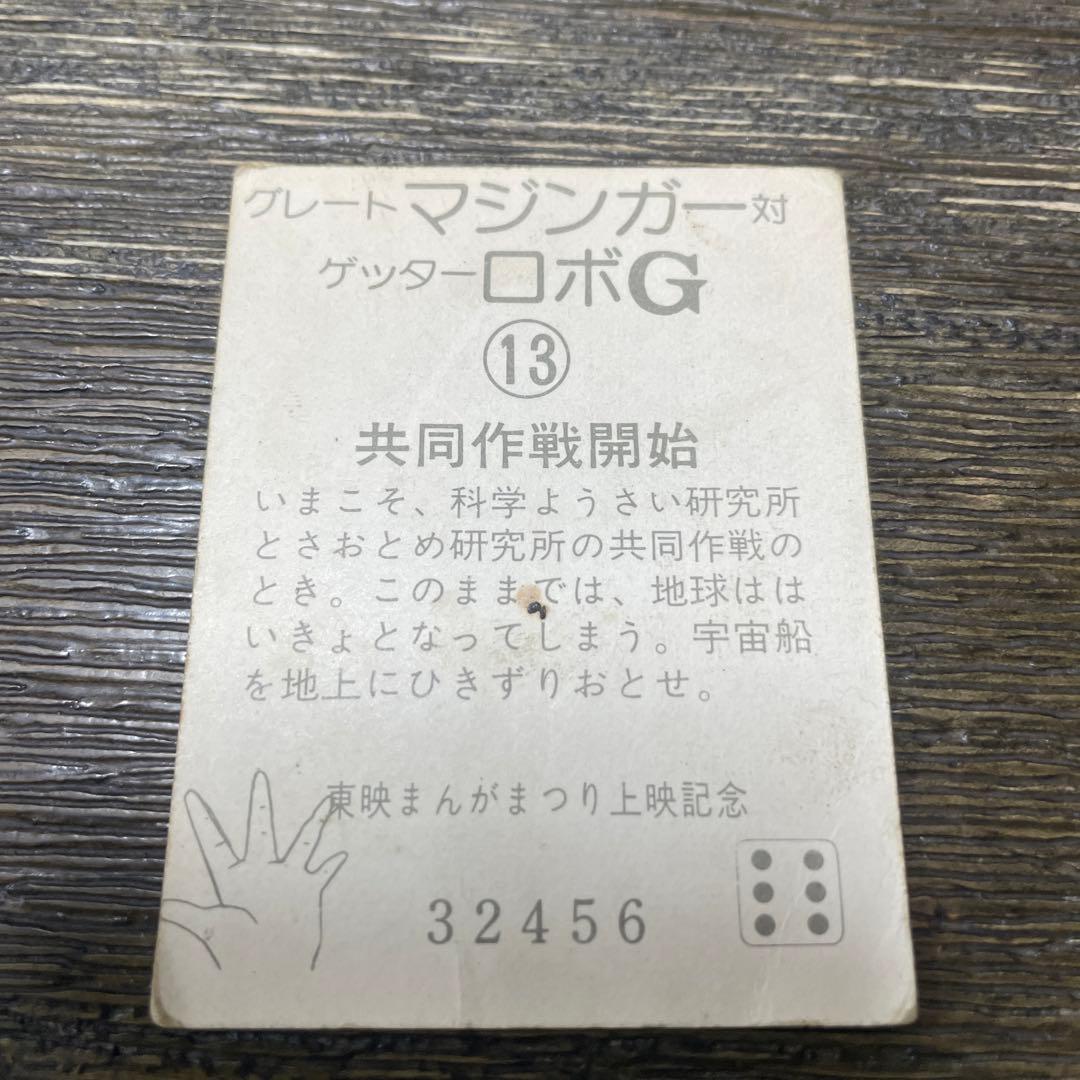 グレートマジンガー対
ゲッターロボG
⑬
共同作戦開始
いまこそ、科学ようさい研究所
とさおとめ研究所の共同作戦の
とき。このままでは、地球はは
いきょとなってしまう。宇宙船
を地上にひきずりおとせ。
東映まんがまつり上映記念
32456